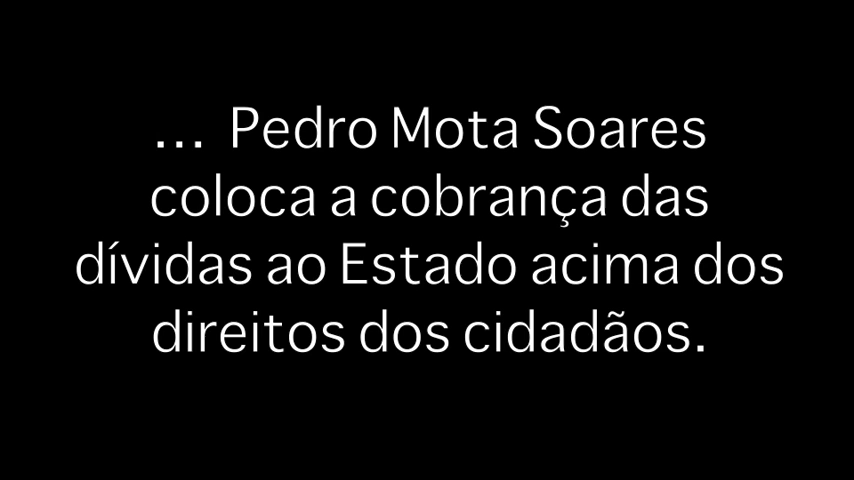 ... Pedro Mota Soares
coloca a cobrança das
dívidas ao Estado acima dos
direitos dos cidadãos.